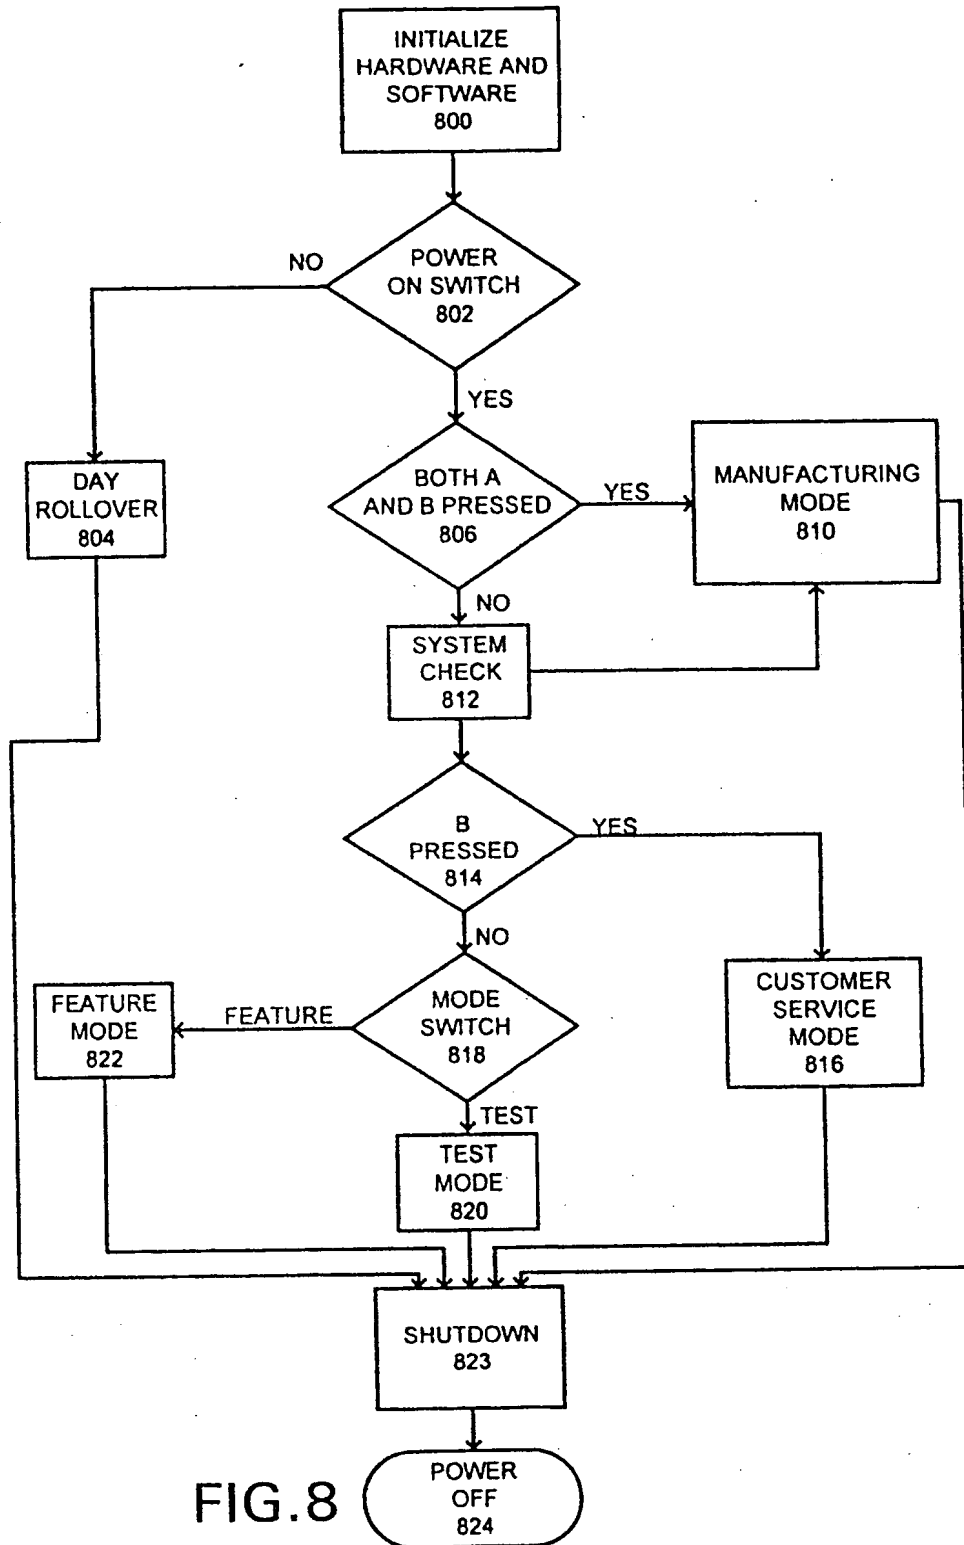 INITIALIZE
HARDWARE AND
SOFTWARE
800
POWER
ON SWITCH
802
NO
YES
DAY
ROLLOVER
804
BOTH A
AND B PRESSED
806
YES
MANUFACTURING
MODE
810
NO
SYSTEM
CHECK
812
B
PRESSED
814
YES
NO
CUSTOMER
SERVICE
MODE
816
FEATURE
MODE
822
FEATURE
MODE
SWITCH
818
TEST
TEST
MODE
820
SHUTDOWN
823
POWER
OFF
824
FIG.8